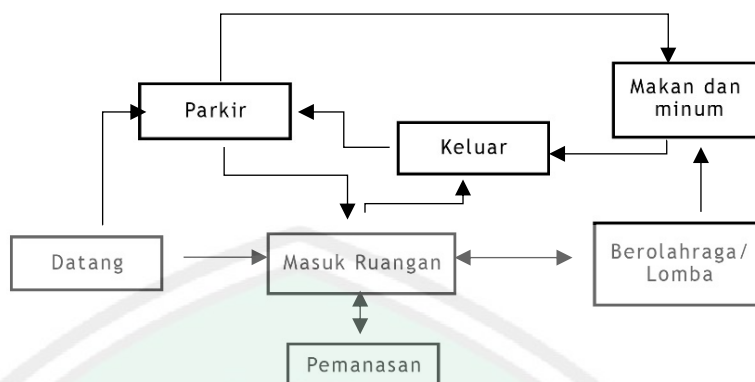 Makan dan
minum
Parkir
Keluar
Datang
Masuk Ruangan
Berolahraga/
Lomba
Pemanasan